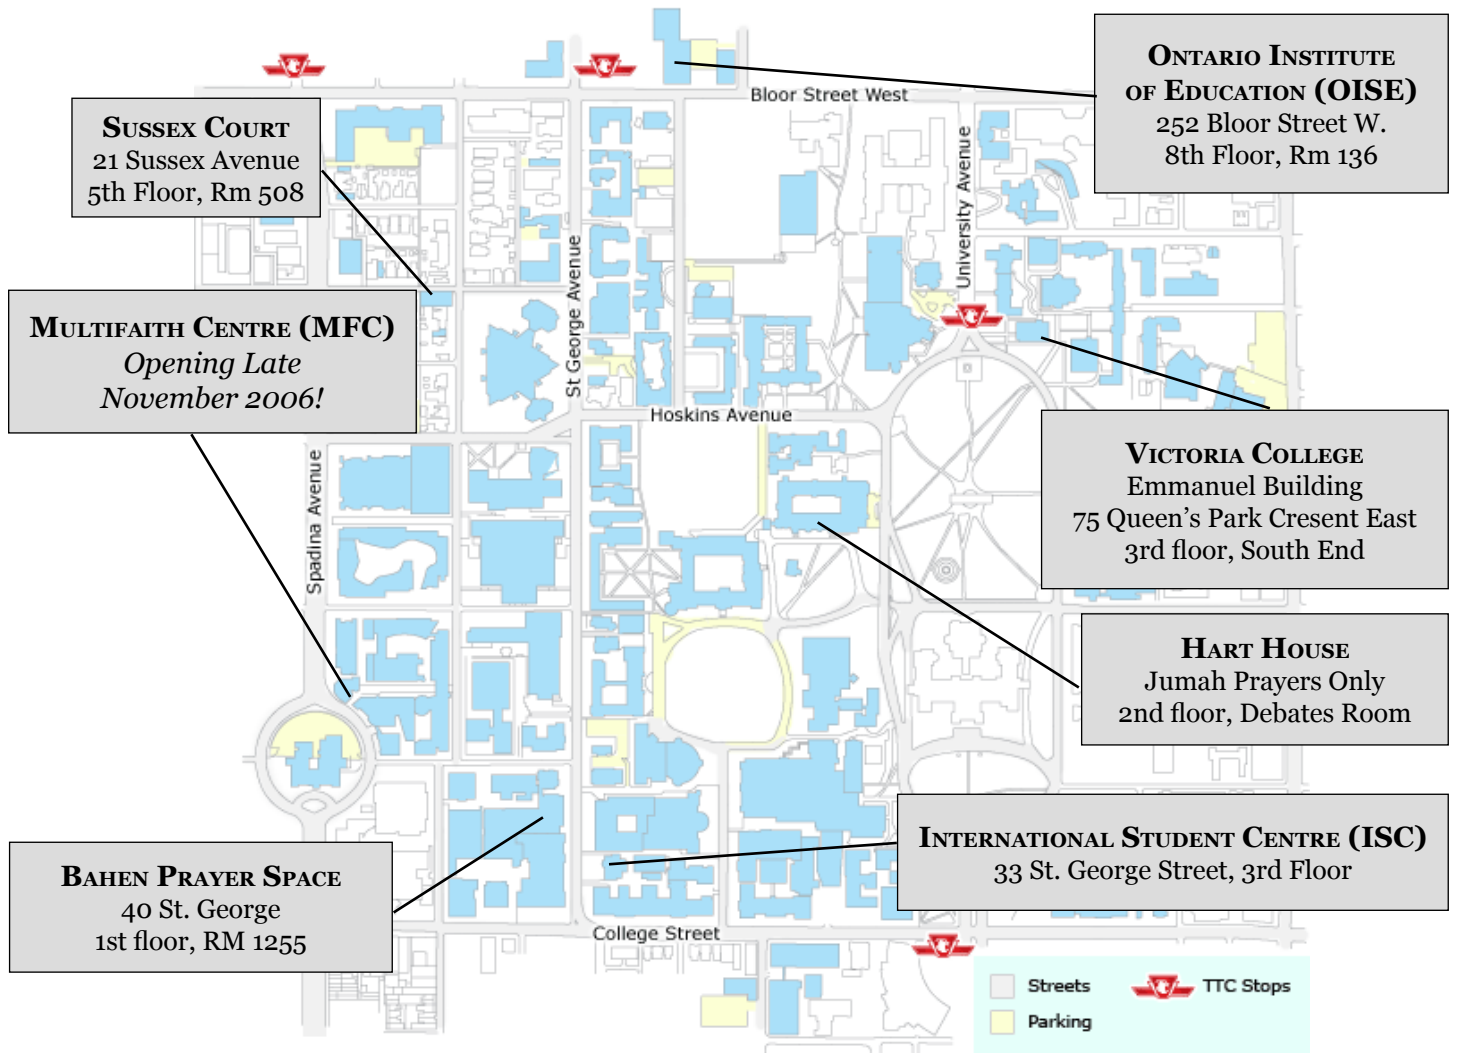 Ontario Institute
of Education (OISE)
252 Bloor Street W.
8th Floor, Rm 136
Bloor Street West
Sussex Court
21 Sussex Avenue
5th Floor, Rm 508
University Avenue
St George Avenue
Multifaith Centre (MFC)
Opening Late
November 2006!
Hoskins Avenue
Victoria College
Emmanuel Building
75 Queen's Park Cresent East
3rd floor, South End
Spadina Avenue
Hart House
Jumah Prayers Only
2nd floor, Debates Room
International Student Centre (ISC)
33 St. George Street, 3rd Floor
Bahen Prayer Space
40 St. George
1st floor, RM 1255
College Street
Streets
TTC Stops
Parking